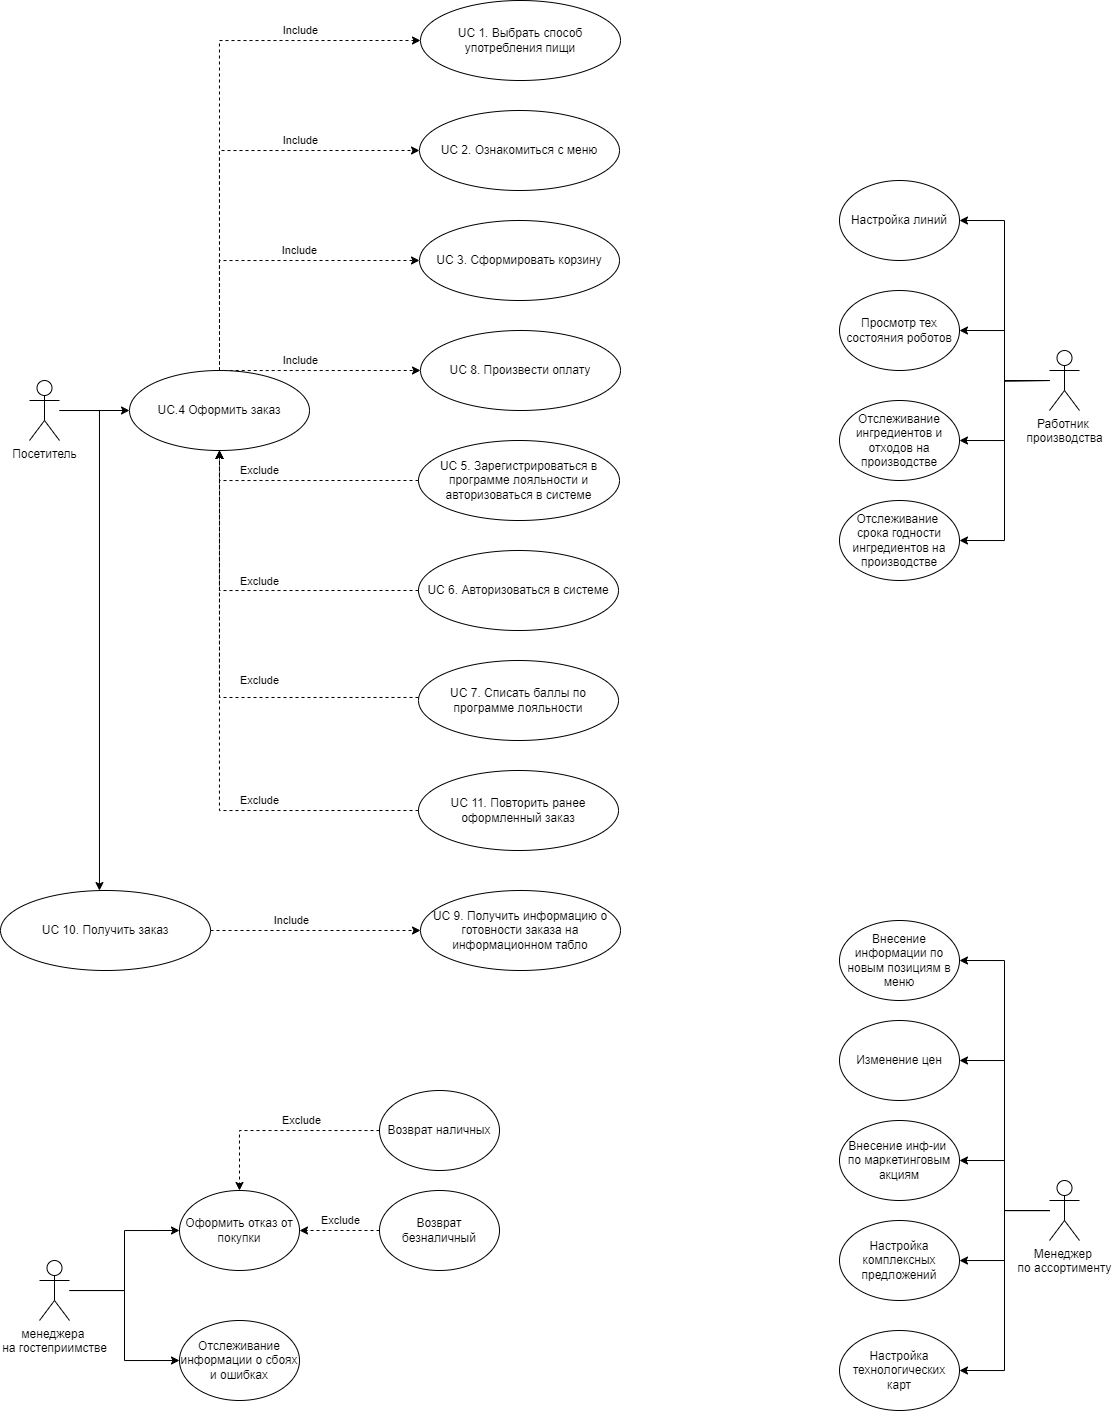 Include
UC 1. Выбрать способ
употребления пищи
Include
UC 2. Ознакомиться с меню
Include
UC 3. Сформировать корзину
Include
UC 8. Произвести оплату
UC.4 Оформить заказ
Посетитель
Exclude
UC 5. Зарегистрироваться в
программе лояльности и
авторизоваться в системе
Exclude
UC 6. Авторизоваться в системе
Exclude
UC 7. Списать баллы по
программе лояльности
Exclude
UC 11. Повторить ранее
оформленный заказ
UC 10. Получить заказ
Include
UC 9. Получить информацию о
готовности заказа на
информационном табло
Настройка линий
Просмотр тех
состояния роботов
Работник
производства
Отслеживание
ингредиентов и
отходов на
производстве
Отслеживание
срока годности
ингредиентов на
производстве
Внесение
информации по
новым позициям в
меню
Изменение цен
Внесение инф-ии
по маркетинговым
акциям
Настройка
комплексных
предложений
Менеджер
по ассортименту
Настройка
технологических
карт
Exclude
Возврат наличных
Оформить отказ от
покупки
Exclude
Возврат
безналичный
менеджера
на гостеприимстве
Отслеживание
информации о сбоях
и ошибках